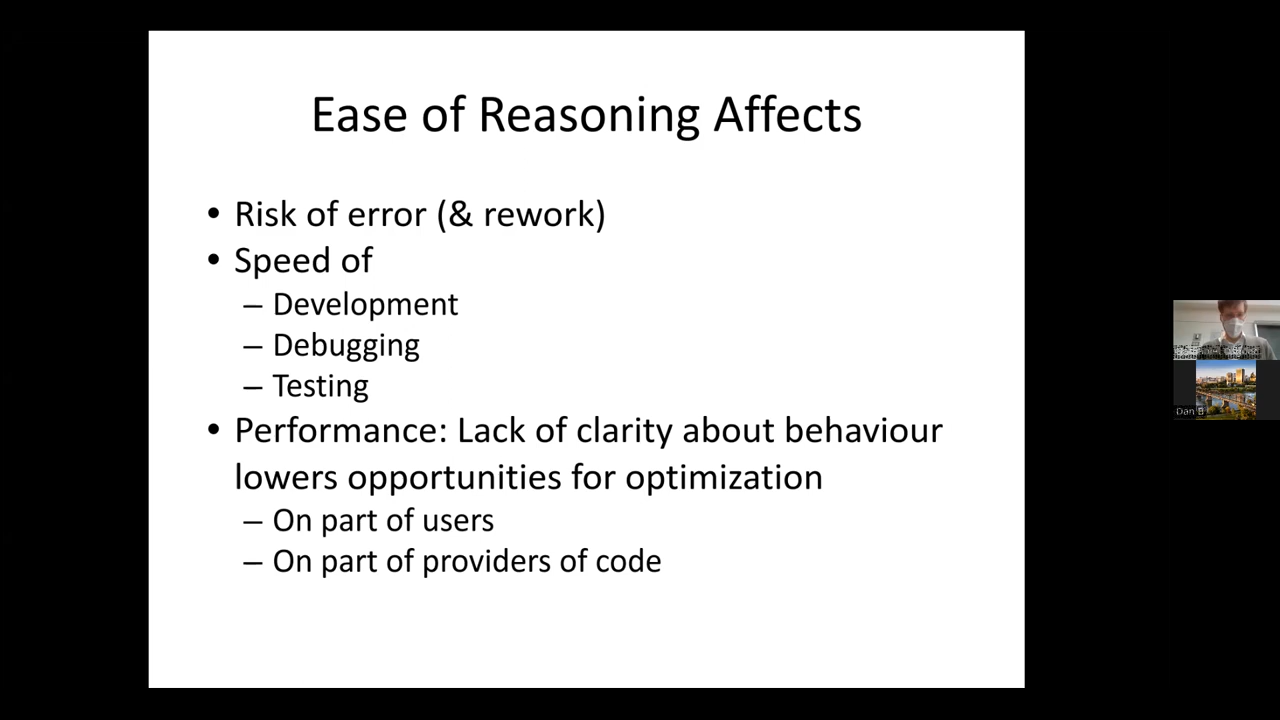 Ease of Reasoning Affects
• Risk of error (& rework)
• Speed of
– Development
– Debugging
– Testing
• Performance: Lack of clarity about behaviour
lowers opportunities for optimization
– On part of users
– On part of providers of code